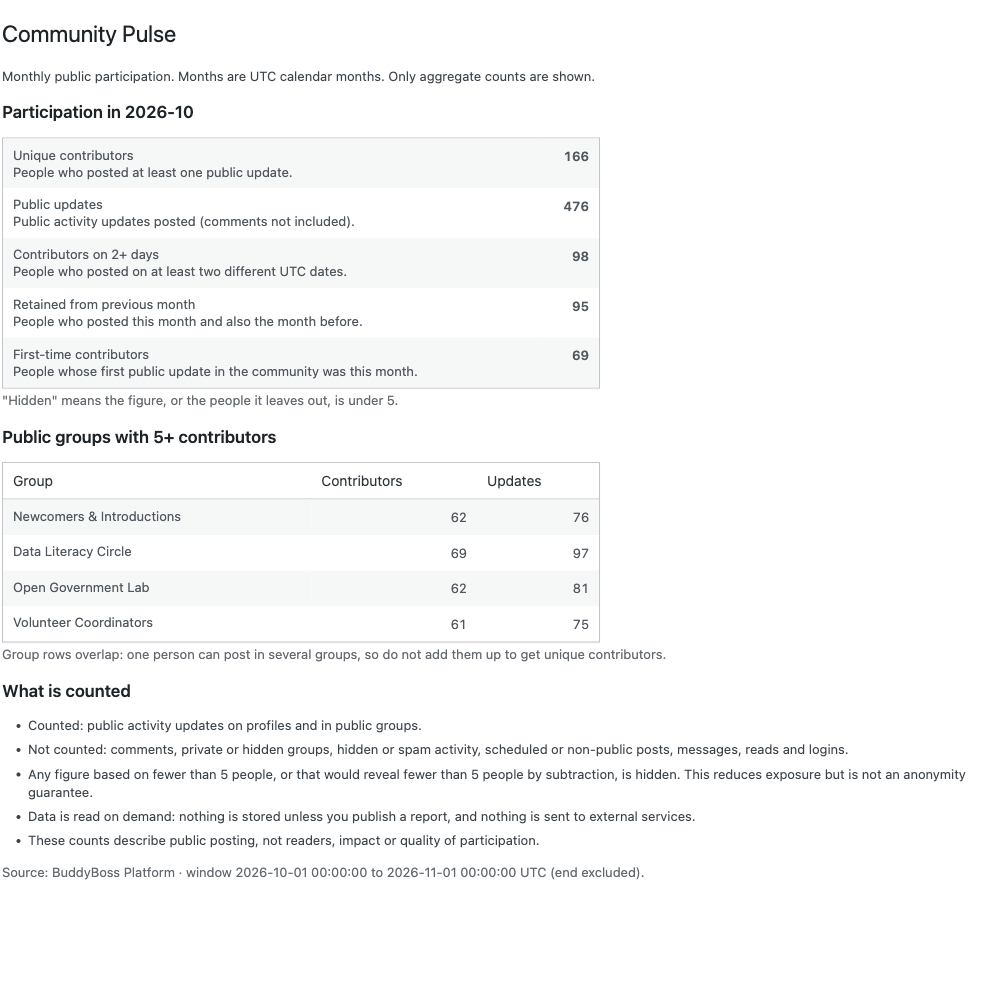 Community Pulse
Monthly public participation. Months are UTC calendar months. Only aggregate counts are shown.
Participation in 2026-10
Unique contributors 166
People who posted at least one public update.
Public updates 476
Public activity updates posted (comments not included).
Contributors on 2+ days 98
People who posted on at least two different UTC dates.
Retained from previous month 95
People who posted this month and also the month before.
First-time contributors 69
People whose first public update in the community was this month.
"Hidden" means the figure, or the people it leaves out, is under 5.
Public groups with 5+ contributors
Group Contributors Updates
Newcomers & Introductions 62 76
Data Literacy Circle 69 97
Open Government Lab 62 81
Volunteer Coordinators 61 75
Group rows overlap: one person can post in several groups, so do not add them up to get unique contributors.
What is counted
• Counted: public activity updates on profiles and in public groups.
• Not counted: comments, private or hidden groups, hidden or spam activity, scheduled or non-public posts, messages, reads and logins.
• Any figure based on fewer than 5 people, or that would reveal fewer than 5 people by subtraction, is hidden. This reduces exposure but is not an anonymity
guarantee.
• Data is read on demand: nothing is stored unless you publish a report, and nothing is sent to external services.
• These counts describe public posting, not readers, impact or quality of participation.
Source: BuddyBoss Platform · window 2026-10-01 00:00:00 to 2026-11-01 00:00:00 UTC (end excluded).